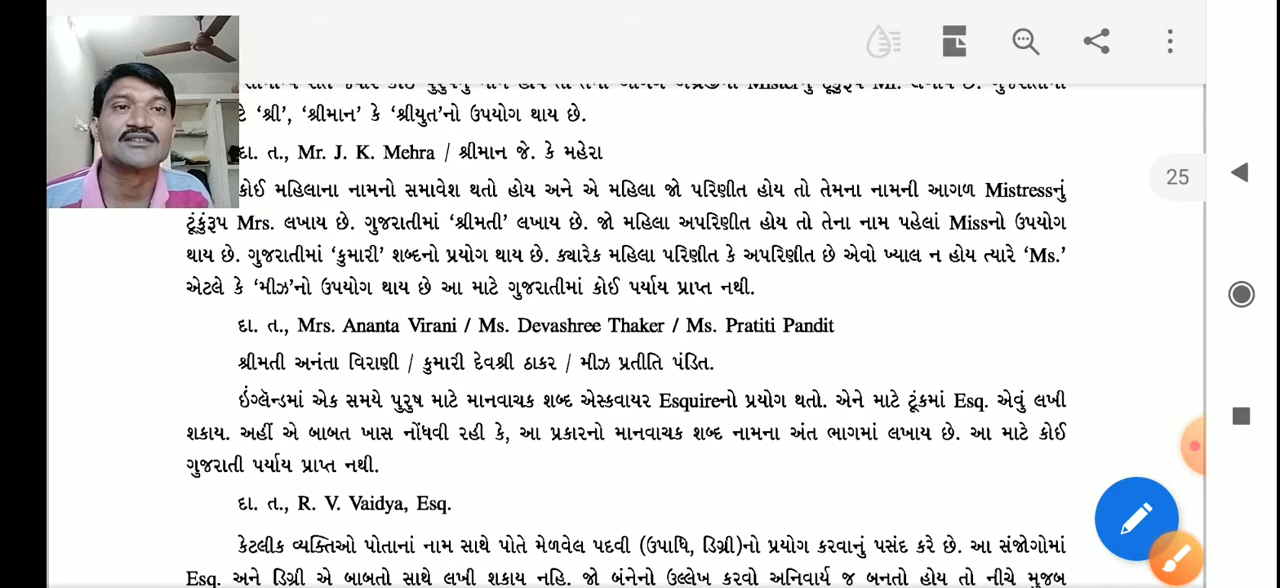 નામ હોય તો તેના આગળ અંગ્રેજીના Misterનું ટૂંકુંરૂપ Mr. લખાય છે. ગુજરાતીમાં
ટે ‘શ્રી’, ‘શ્રીમાન’ કે ‘શ્રીયુત’નો ઉપયોગ થાય છે.
દા. ત., Mr. J. K. Mehra / શ્રીમાન જે. કે મહેરા
કોઈ મહિલાના નામનો સમાવેશ થતો હોય અને એ મહિલા જો પરિણીત હોય તો તેમના નામની આગળ Mistressનું
ટૂંકુંરૂપ Mrs. લખાય છે. ગુજરાતીમાં ‘શ્રીમતી’ લખાય છે. જો મહિલા અપરિણીત હોય તો તેના નામ પહેલાં Missનો ઉપયોગ
થાય છે. ગુજરાતીમાં ‘કુમારી’ શબ્દનો પ્રયોગ થાય છે. ક્યારેક મહિલા પરિણીત કે અપરિણીત છે એવો ખ્યાલ ન હોય ત્યારે ‘Ms.’
એટલે કે ‘મીઝ’નો ઉપયોગ થાય છે આ માટે ગુજરાતીમાં કોઈ પર્યાય પ્રાપ્ત નથી.
દા. ત., Mrs. Ananta Virani / Ms. Devashree Thaker / Ms. Pratiti Pandit
શ્રીમતી અનંતા વિરાણી / કુમારી દેવશ્રી ઠાકર / મીઝ પ્રતીતિ પંડિત.
ઇંગ્લૅન્ડમાં એક સમયે પુરુષ માટે માનવાચક શબ્દ એસ્કવાયર Esquireનો પ્રયોગ થતો. એને માટે ટૂંકમાં Esq. એવું લખી
શકાય. અહીં એ બાબત ખાસ નોંધવી રહી કે, આ પ્રકારનો માનવાચક શબ્દ નામના અંત ભાગમાં લખાય છે. આ માટે કોઈ
ગુજરાતી પર્યાય પ્રાપ્ત નથી.
દા. ત., R. V. Vaidya, Esq.
કેટલીક વ્યક્તિઓ પોતાનાં નામ સાથે પોતે મેળવેલ પદવી (ઉપાધિ, ડિગ્રી)નો પ્રયોગ કરવાનું પસંદ કરે છે. આ સંજોગોમાં
Esq. અને ડિગ્રી એ બાબતો સાથે લખી શકાય નહિ. જો બંનેનો ઉલ્લેખ કરવો અનિવાર્ય જ બનતો હોય તો નીચે મુજબ
25